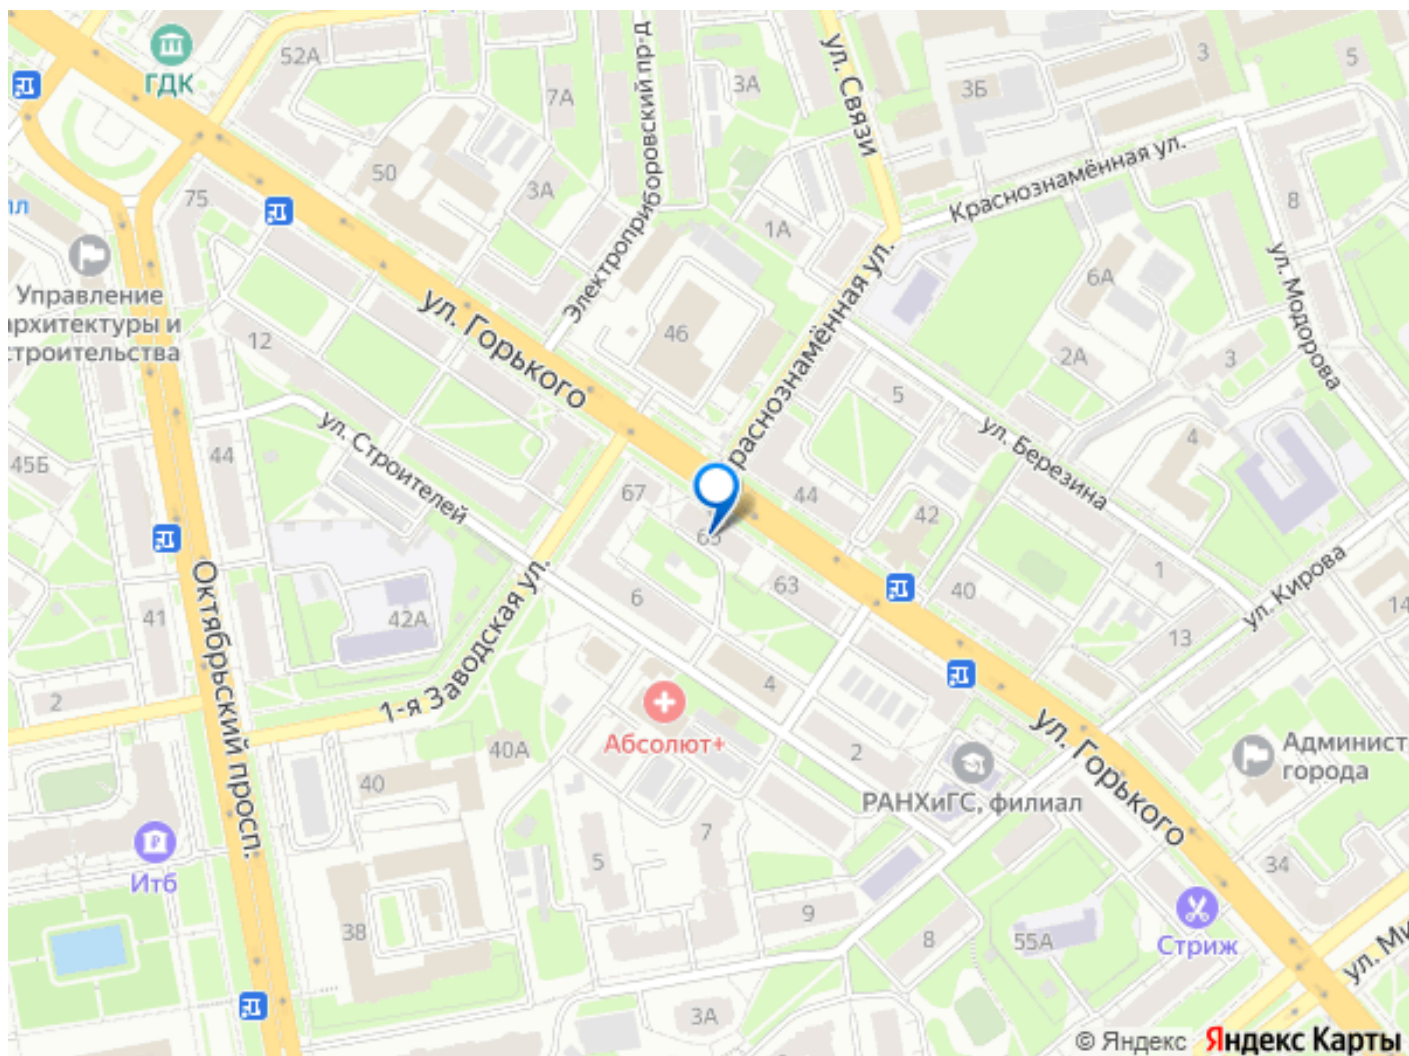 ГДК
52А
7А
Электроприборовский пр-д
3А
ул. Связи
3Б
3
5
Краснознамённая ул.
50
3А
75
лл
1А
8
Управление
архитектуры и
строительства
ул. Горького
46
Краснознамённая ул.
6А
ул. Модорова
12
2А
3
5
ул. Строителей
ул. Березина
4
45Б
44
67
44
42
65
Октябрьский просп.
63
40
1
ул. Кирова
14
41
42А
1-я Заводская ул.
6
13
2
4
Абсолют+
40А
2
РАНХиГС, филиал
ул. Горького
Админист
города
40
7
5
Итб
34
38
9
8
55А
Стриж
ул. Ми
3А
© Яндекс Яндекс Карты